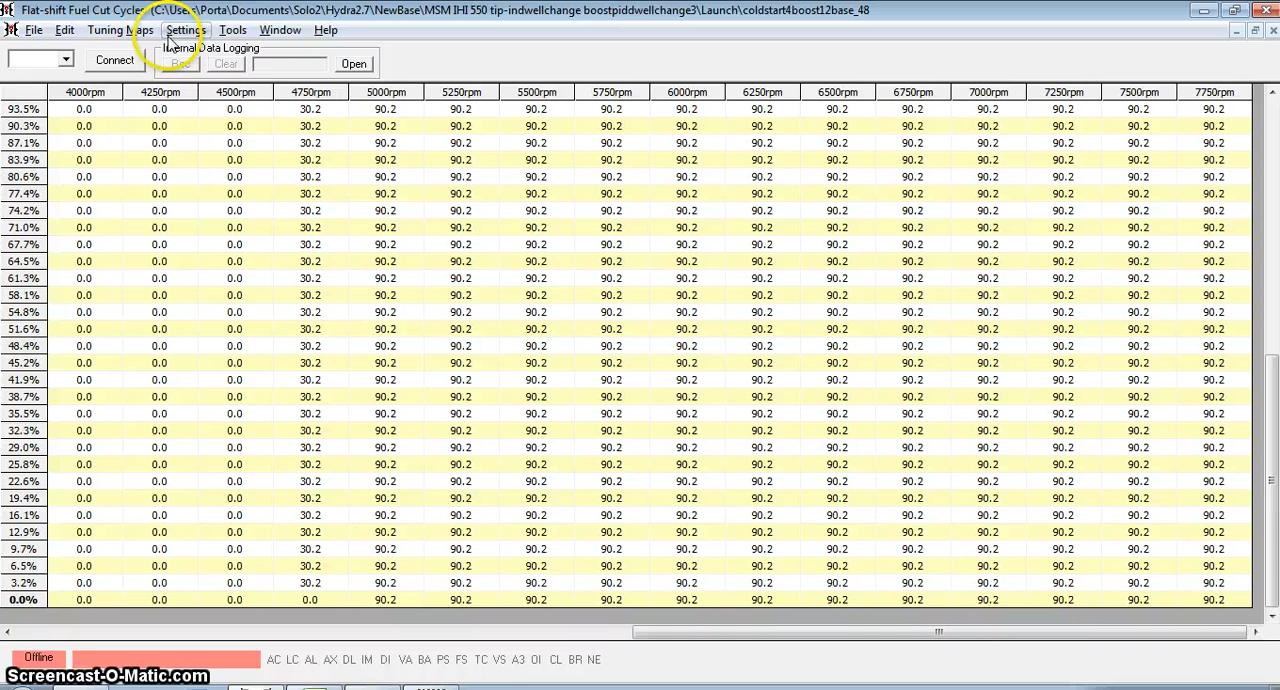 Flat-shift Fuel Cut Cycles (C:\Users\Porta\Documents\Solo2\Hydra2.7\NewBase\MSM IHI 550 tip-indwellchange boostpiddwellchange3\Launch\coldstart4boost12base_48
File Edit Tuning Maps Settings Tools Window Help
Internal Data Logging
Connect Rec Clear Open
4000rpm 4250rpm 4500rpm 4750rpm 5000rpm 5250rpm 5500rpm 5750rpm 6000rpm 6250rpm 6500rpm 6750rpm 7000rpm 7250rpm 7500rpm 7750rpm
93.5% 0.0 0.0 0.0 30.2 90.2 90.2 90.2 90.2 90.2 90.2 90.2 90.2 90.2 90.2 90.2 90.2
90.3% 0.0 0.0 0.0 30.2 90.2 90.2 90.2 90.2 90.2 90.2 90.2 90.2 90.2 90.2 90.2 90.2
87.1% 0.0 0.0 0.0 30.2 90.2 90.2 90.2 90.2 90.2 90.2 90.2 90.2 90.2 90.2 90.2 90.2
83.9% 0.0 0.0 0.0 30.2 90.2 90.2 90.2 90.2 90.2 90.2 90.2 90.2 90.2 90.2 90.2 90.2
80.6% 0.0 0.0 0.0 30.2 90.2 90.2 90.2 90.2 90.2 90.2 90.2 90.2 90.2 90.2 90.2 90.2
77.4% 0.0 0.0 0.0 30.2 90.2 90.2 90.2 90.2 90.2 90.2 90.2 90.2 90.2 90.2 90.2 90.2
74.2% 0.0 0.0 0.0 30.2 90.2 90.2 90.2 90.2 90.2 90.2 90.2 90.2 90.2 90.2 90.2 90.2
71.0% 0.0 0.0 0.0 30.2 90.2 90.2 90.2 90.2 90.2 90.2 90.2 90.2 90.2 90.2 90.2 90.2
67.7% 0.0 0.0 0.0 30.2 90.2 90.2 90.2 90.2 90.2 90.2 90.2 90.2 90.2 90.2 90.2 90.2
64.5% 0.0 0.0 0.0 30.2 90.2 90.2 90.2 90.2 90.2 90.2 90.2 90.2 90.2 90.2 90.2 90.2
61.3% 0.0 0.0 0.0 30.2 90.2 90.2 90.2 90.2 90.2 90.2 90.2 90.2 90.2 90.2 90.2 90.2
58.1% 0.0 0.0 0.0 30.2 90.2 90.2 90.2 90.2 90.2 90.2 90.2 90.2 90.2 90.2 90.2 90.2
54.8% 0.0 0.0 0.0 30.2 90.2 90.2 90.2 90.2 90.2 90.2 90.2 90.2 90.2 90.2 90.2 90.2
51.6% 0.0 0.0 0.0 30.2 90.2 90.2 90.2 90.2 90.2 90.2 90.2 90.2 90.2 90.2 90.2 90.2
48.4% 0.0 0.0 0.0 30.2 90.2 90.2 90.2 90.2 90.2 90.2 90.2 90.2 90.2 90.2 90.2 90.2
45.2% 0.0 0.0 0.0 30.2 90.2 90.2 90.2 90.2 90.2 90.2 90.2 90.2 90.2 90.2 90.2 90.2
41.9% 0.0 0.0 0.0 30.2 90.2 90.2 90.2 90.2 90.2 90.2 90.2 90.2 90.2 90.2 90.2 90.2
38.7% 0.0 0.0 0.0 30.2 90.2 90.2 90.2 90.2 90.2 90.2 90.2 90.2 90.2 90.2 90.2 90.2
35.5% 0.0 0.0 0.0 30.2 90.2 90.2 90.2 90.2 90.2 90.2 90.2 90.2 90.2 90.2 90.2 90.2
32.3% 0.0 0.0 0.0 30.2 90.2 90.2 90.2 90.2 90.2 90.2 90.2 90.2 90.2 90.2 90.2 90.2
29.0% 0.0 0.0 0.0 30.2 90.2 90.2 90.2 90.2 90.2 90.2 90.2 90.2 90.2 90.2 90.2 90.2
25.8% 0.0 0.0 0.0 30.2 90.2 90.2 90.2 90.2 90.2 90.2 90.2 90.2 90.2 90.2 90.2 90.2
22.6% 0.0 0.0 0.0 30.2 90.2 90.2 90.2 90.2 90.2 90.2 90.2 90.2 90.2 90.2 90.2 90.2
19.4% 0.0 0.0 0.0 30.2 90.2 90.2 90.2 90.2 90.2 90.2 90.2 90.2 90.2 90.2 90.2 90.2
16.1% 0.0 0.0 0.0 30.2 90.2 90.2 90.2 90.2 90.2 90.2 90.2 90.2 90.2 90.2 90.2 90.2
12.9% 0.0 0.0 0.0 30.2 90.2 90.2 90.2 90.2 90.2 90.2 90.2 90.2 90.2 90.2 90.2 90.2
9.7% 0.0 0.0 0.0 30.2 90.2 90.2 90.2 90.2 90.2 90.2 90.2 90.2 90.2 90.2 90.2 90.2
6.5% 0.0 0.0 0.0 30.2 90.2 90.2 90.2 90.2 90.2 90.2 90.2 90.2 90.2 90.2 90.2 90.2
3.2% 0.0 0.0 0.0 30.2 90.2 90.2 90.2 90.2 90.2 90.2 90.2 90.2 90.2 90.2 90.2 90.2
0.0% 0.0 0.0 0.0 0.0 90.2 90.2 90.2 90.2 90.2 90.2 90.2 90.2 90.2 90.2 90.2 90.2
Offline AC LC AL AX DL IM DI VA BA PS FS TC VS A3 OI CL BR NE
Screencast-O-Matic.com